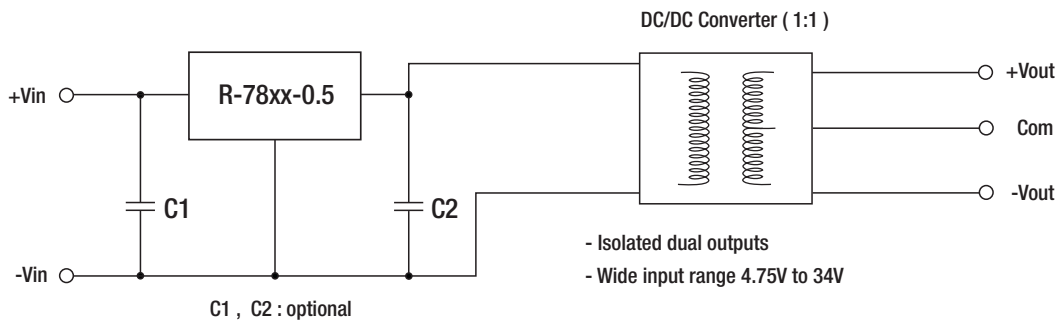 DC/DC Converter ( 1:1 )
+Vin
R-78xx-0.5
+Vout
Com
-Vout
C1
C2
-Vin
- Isolated dual outputs
- Wide input range 4.75V to 34V
C1 , C2 : optional